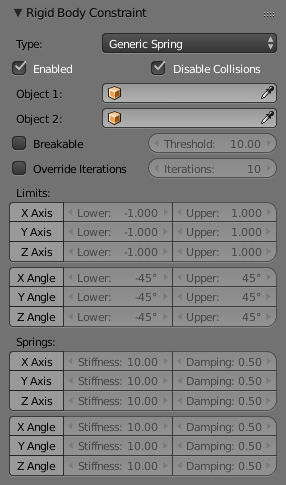 Rigid Body Constraint
Type: Generic Spring
Enabled Disable Collisions
Object 1:
Object 2:
Breakable Threshold: 10.00
Override Iterations Iterations: 10
Limits:
X Axis Lower: -1.000 Upper: 1.000
Y Axis Lower: -1.000 Upper: 1.000
Z Axis Lower: -1.000 Upper: 1.000
X Angle Lower: -45° Upper: 45°
Y Angle Lower: -45° Upper: 45°
Z Angle Lower: -45° Upper: 45°
Springs:
X Axis Stiffness: 10.00 Damping: 0.50
Y Axis Stiffness: 10.00 Damping: 0.50
Z Axis Stiffness: 10.00 Damping: 0.50
X Angle Stiffness: 10.00 Damping: 0.50
Y Angle Stiffness: 10.00 Damping: 0.50
Z Angle Stiffness: 10.00 Damping: 0.50